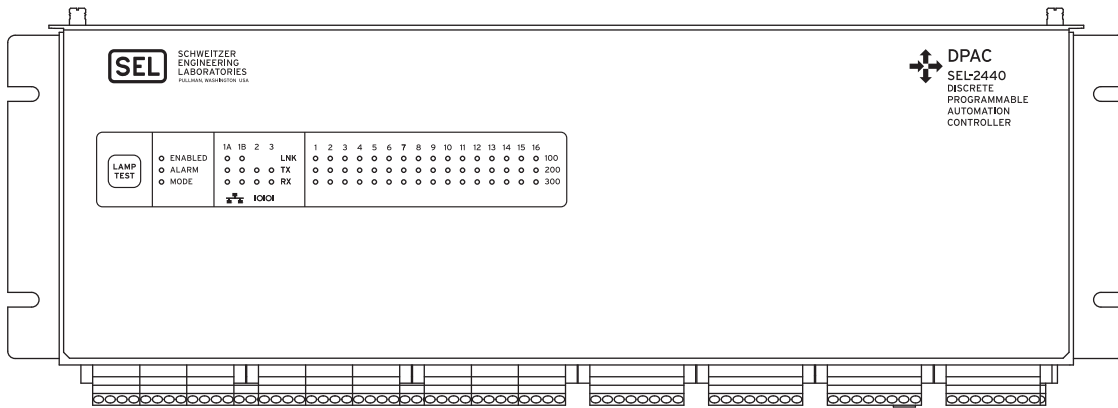 SEL
SCHWEITZER
ENGINEERING
LABORATORIES
PULLMAN, WASHINGTON USA
DPAC
SEL-2440
DISCRETE
PROGRAMMABLE
AUTOMATION
CONTROLLER
LAMP
TEST
ENABLED
ALARM
MODE
1A 1B 2 3
LNK
TX
RX
1 2 3 4 5 6 7 8 9 10 11 12 13 14 15 16
100
200
300